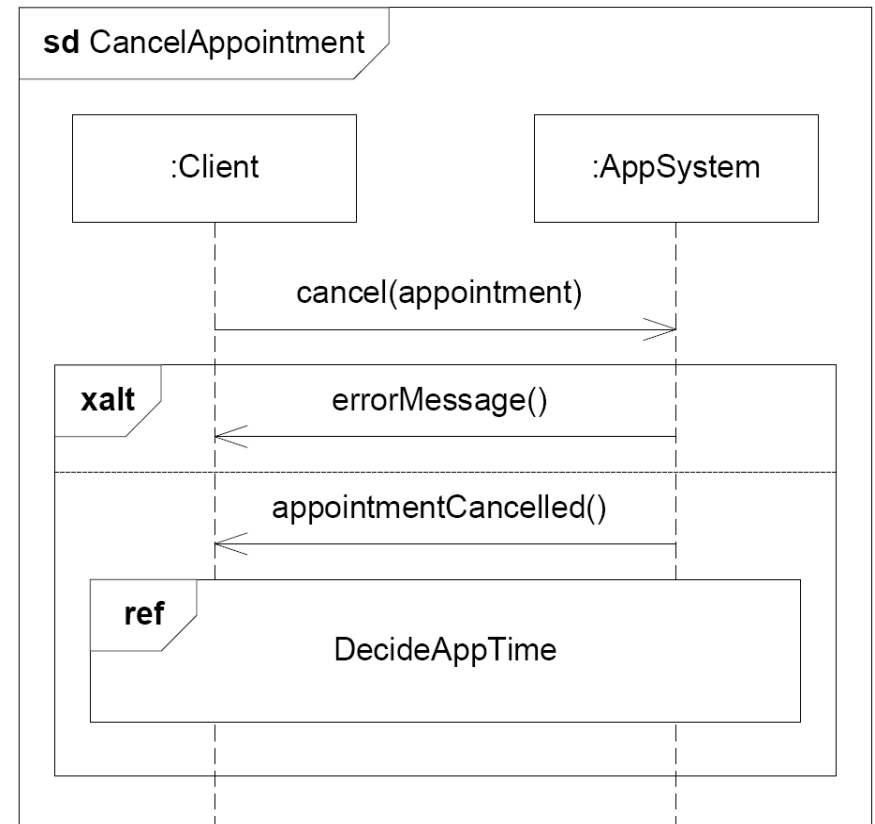 sd CancelAppointment
:Client
:AppSystem
cancel(appointment)
xalt
errorMessage()
appointmentCancelled()
ref
DecideAppTime